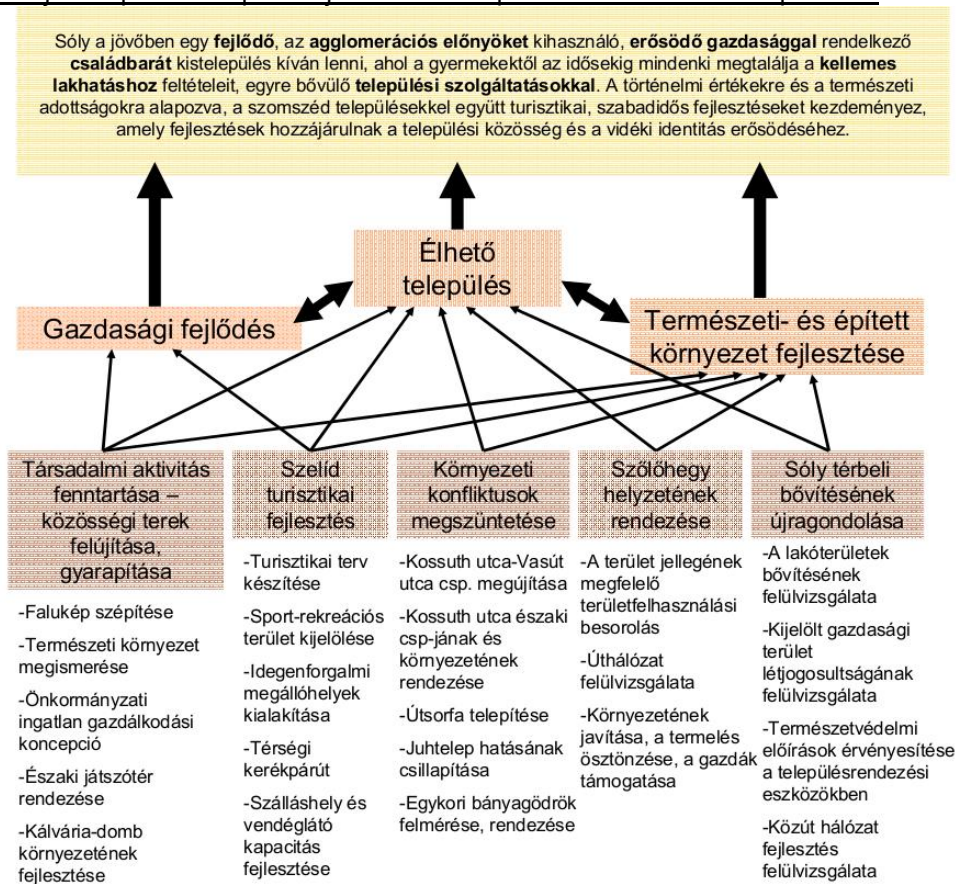 Sóly a jövőben egy fejlődő, az agglomerációs előnyöket kihasználó, erősödő gazdasággal rendelkező
családbarát kistelepülés kíván lenni, ahol a gyermekektől az idősekig mindenki megtalálja a kellemes
lakhatáshoz feltételeit, egyre bővülő települési szolgáltatásokkal. A történelmi értékekre és a természeti
adottságokra alapozva, a szomszéd településekkel együtt turisztikai, szabadidős fejlesztéseket kezdeményez,
amely fejlesztések hozzájárulnak a települési közösség és a vidéki identitás erősödéséhez.
Élhető
település
Gazdasági fejlődés
Természeti- és épített
környezet fejlesztése
Társadalmi aktivitás
fenntartása –
közösségi terek
felújítása,
gyarapítása
-Falukép szépítése
-Természeti környezet
megismerése
-Önkormányzati
ingatlan gazdálkodási
koncepció
-Északi játszótér
rendezése
-Kálvária-domb
környezetének
fejlesztése
Szelíd
turisztikai
fejlesztés
-Turisztikai terv
készítése
-Sport-rekreációs
terület kijelölése
-Idegenforgalmi
megállóhelyek
kialakítása
-Térségi
kerékpárút
-Szálláshely és
vendéglátó
kapacitás
fejlesztése
Környezeti
konfliktusok
megszüntetése
-Kossuth utca-Vasút
utca csp. megújítása
-Kossuth utca északi
csp-jának és
környezetének
rendezése
-Útsorfa telepítése
-Juhtelep hatásának
csillapítása
-Egykori bányagödrök
felmérése, rendezése
Szőlőhegy
helyzetének
rendezése
-A terület jellegének
megfelelő
területfelhasználási
besorolás
-Úthálózat
felülvizsgálata
-Környezetének
javítása, a termelés
ösztönzése, a gazdák
támogatása
Sóly térbeli
bővítésének
újragondolása
-A lakóterületek
bővítésének
felülvizsgálata
-Kijelölt gazdasági
terület
létjogosultságának
felülvizsgálata
-Természetvédelmi
előírások érvényesítése
a településrendezési
eszközökben
-Közút hálózat
fejlesztés
felülvizsgálata